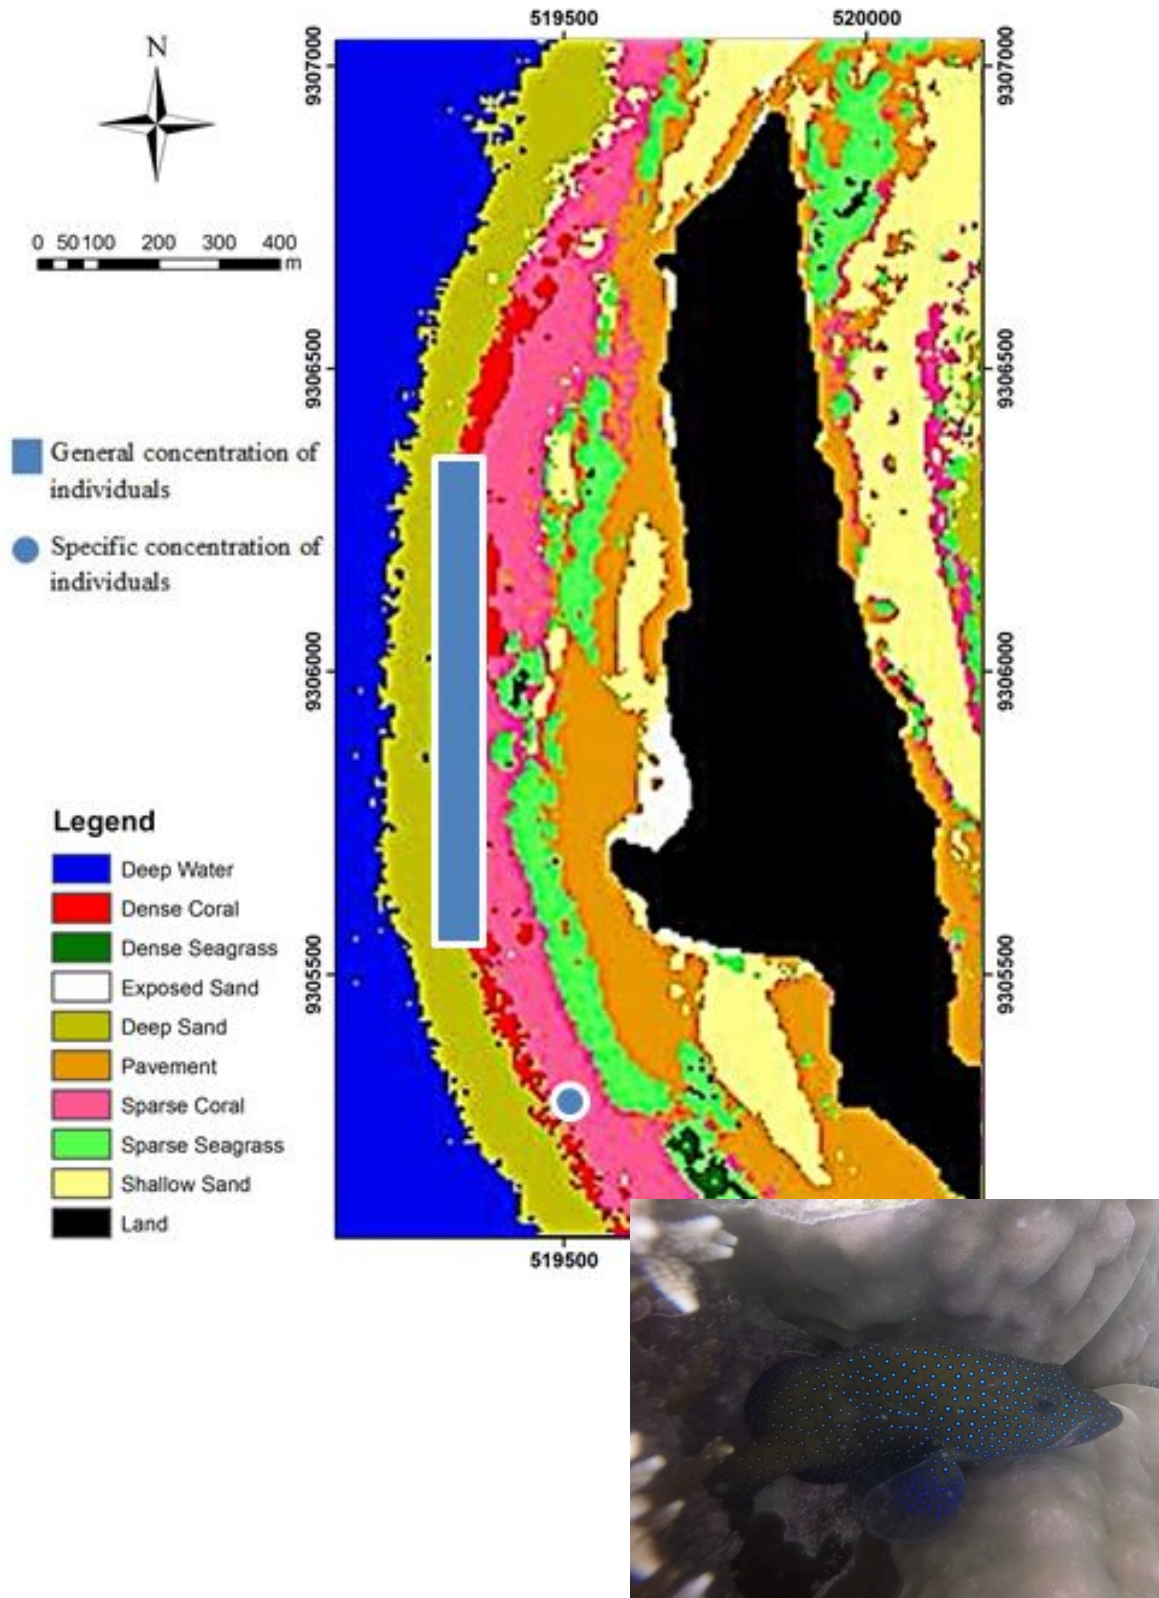 519500
520000
N
9307000
9307000
0 50 100 200 300 400
m
9306500
9306500
General concentration of
individuals
Specific concentration of
individuals
9306000
9306000
Legend
Deep Water
Dense Coral
Dense Seagrass
Exposed Sand
Deep Sand
Pavement
Sparse Coral
Sparse Seagrass
Shallow Sand
Land
9305500
9305500
519500